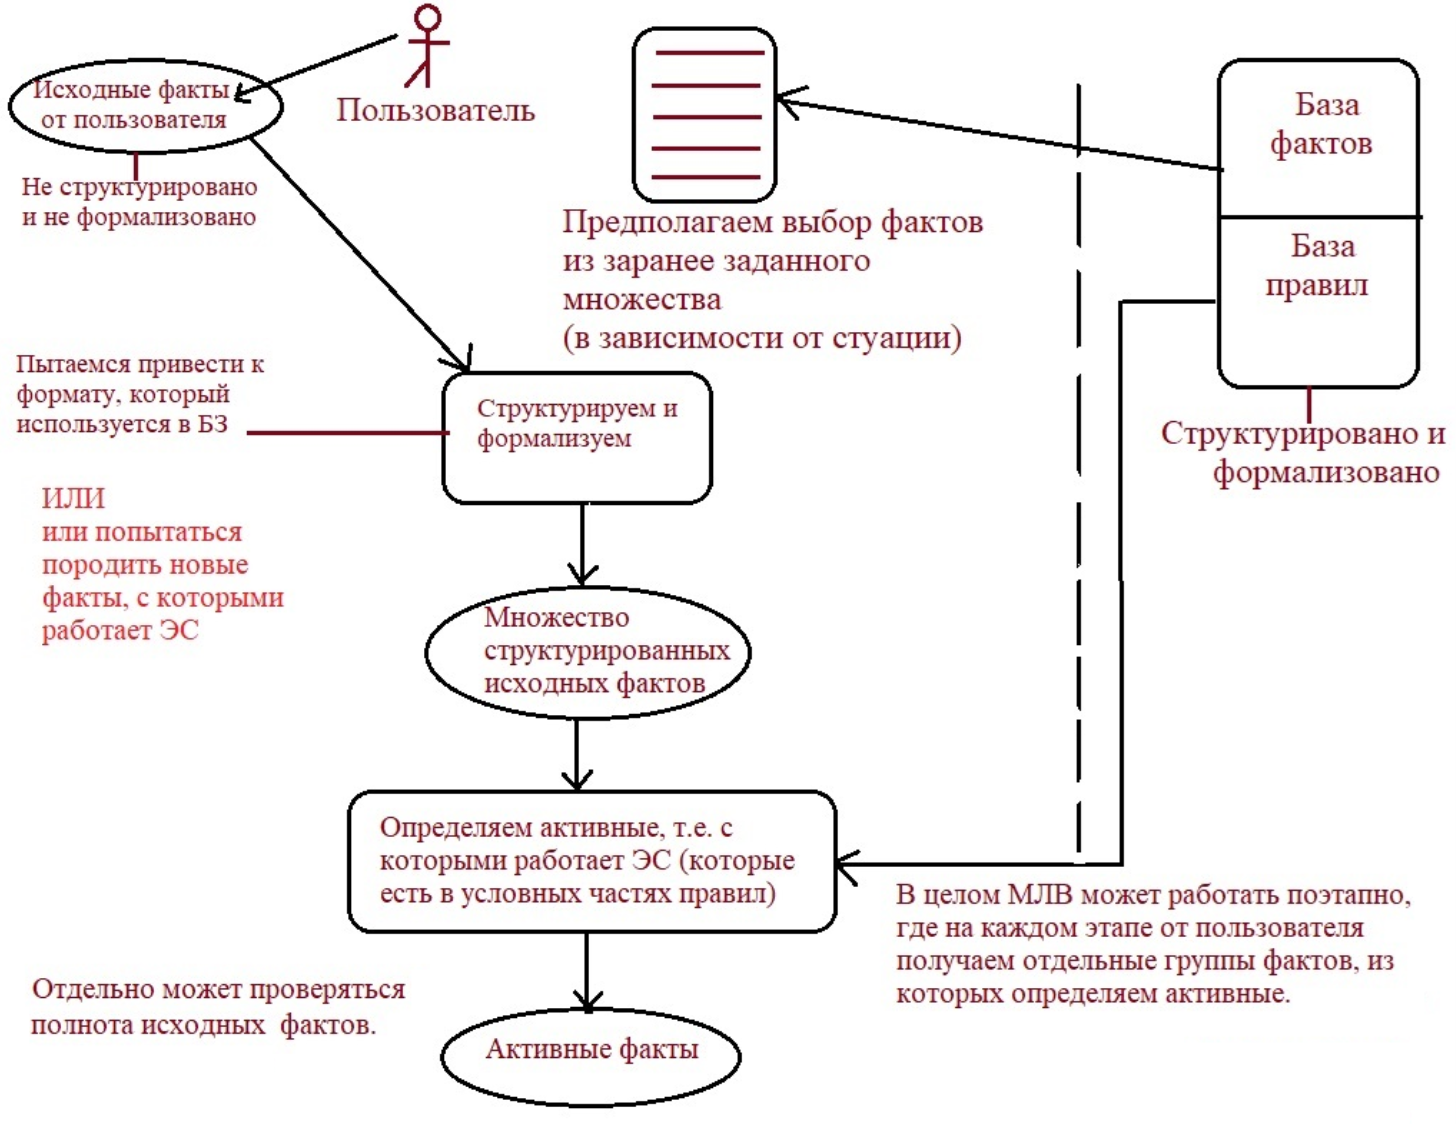 Исходные факты
от пользователя
Пользователь
Не структурировано
и не формализовано
Предполагаем выбор фактов
из заранее заданного
множества
(в зависимости от стуации)
База
фактов
База
правил
Структурировано и
формализовано
Пытаемся привести к
формату, который
используется в БЗ
Структурируем и
формализуем
ИЛИ
или попытаться
породить новые
факты, с которыми
работает ЭС
Множество
структурированных
исходных фактов
Определяем активные, т.е. с
которыми работает ЭС (которые
есть в условных частях правил)
В целом МЛВ может работать поэтапно,
где на каждом этапе от пользователя
получаем отдельные группы фактов, из
которых определяем активные.
Отдельно может проверяться
полнота исходных фактов.
Активные факты